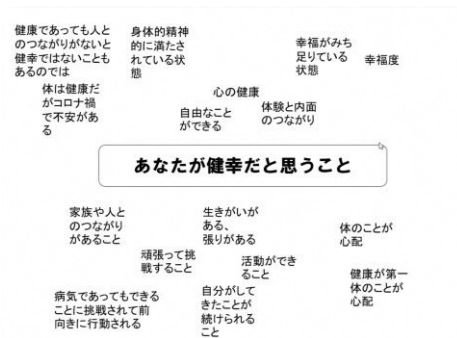 健康であっても人と
のつながりがないと
健幸ではないことも
あるのでは
身体的精神
的に満たさ
れている状
態
幸福がみち
足りている
状態
幸福度
体は健康だ
がコロナ禍
で不安があ
る
心の健康
自由なこと
ができる
体験と内面
のつながり
あなたが健幸だと思うこと
家族や人と
のつながり
があること
生きがいが
ある、
張りがある
体のことが
心配
頑張って挑
戦すること
活動ができ
ること
健康が第一
体のことが
心配
病気であってもできる
ことに挑戦されて前
向きに行動される
自分がして
きたことが
続けられる
こと